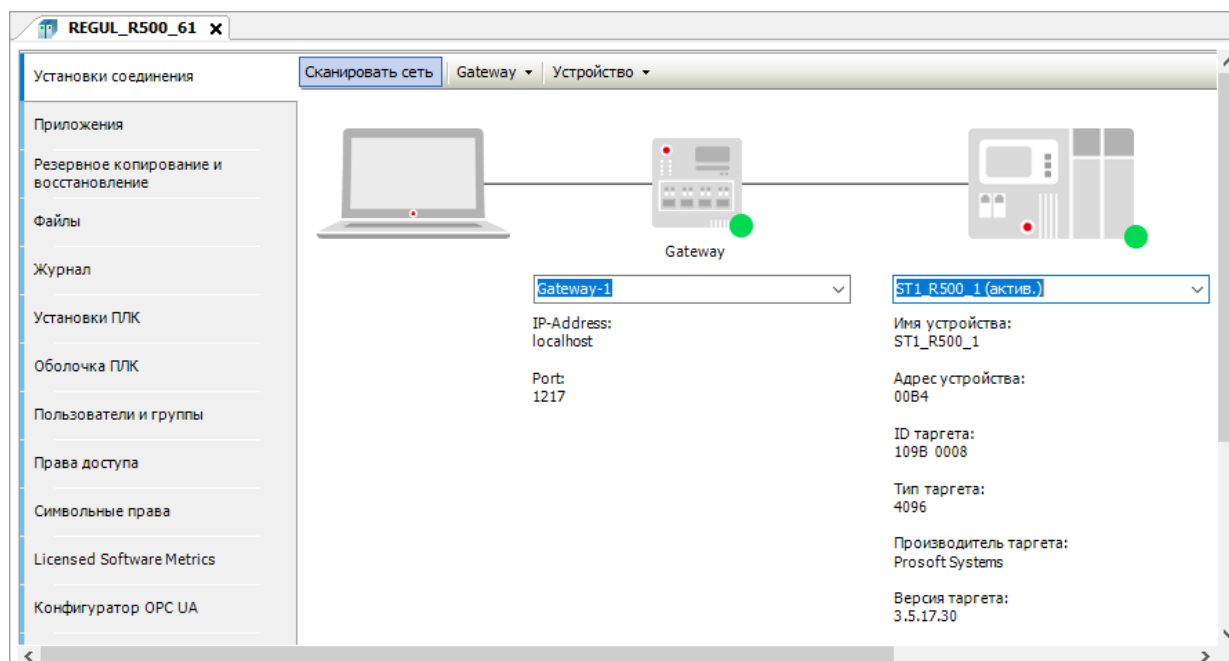 REGUL_R500_61 x
Установки соединения
Приложения
Резервное копирование и
восстановление
Файлы
Журнал
Установки ПЛК
Оболочка ПЛК
Пользователи и группы
Права доступа
Символьные права
Licensed Software Metrics
Конфигуратор OPC UA
Сканировать сеть Gateway Устройство
Gateway
Gateway-1
IP-Address:
localhost
Port:
1217
ST1_R500_1 (актив.)
Имя устройства:
ST1_R500_1
Адрес устройства:
00B4
ID таргета:
109B 0008
Тип таргета:
4096
Производитель таргета:
Prosoft Systems
Версия таргета:
3.5.17.30